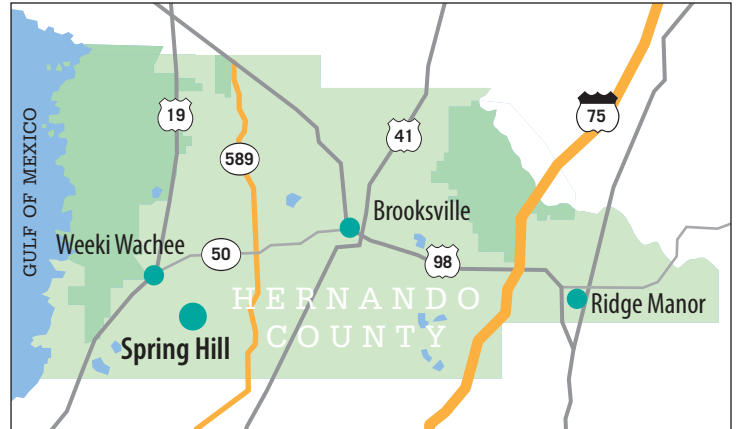 GULF OF MEXICO
19
41
75
589
Brooksville
Weeki Wachee
50
98
HERNANDO
COUNTY
Ridge Manor
Spring Hill